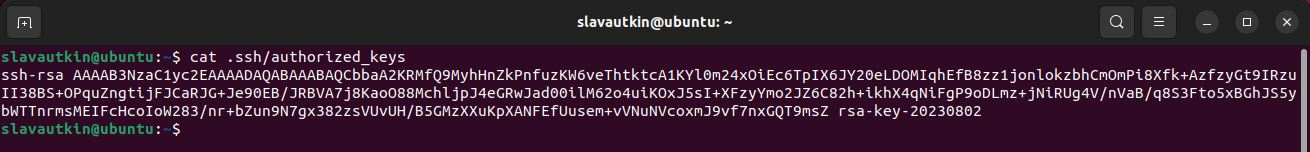 slavautkin@ubuntu: ~
slavautkin@ubuntu:~$ cat .ssh/authorized_keys
ssh-rsa AAAAB3NzaC1yc2EAAAADAQABAAABAQCbbaA2KRMfQ9MyhHnZkPnfuzKW6veThtktcA1KYl0m24xOiEc6TpIX6JY20eLDOMIqhEfB8zz1jonlokzbhCmOmPi8Xfk+AzfzyGt9IRzu
II38BS+OPquZngtijFJCaRJG+Je90EB/JRBVA7j8KaoO88MchljpJ4eGRwJad00ilM62o4uiKOxJ5sI+XFzyYmo2JZ6C82h+ikhX4qNiFgP9oDLmz+jNiRUg4V/nVaB/q8S3Fto5xBGhJS5y
bWTTnrmsMEIFcHcoIoW283/nr+bZun9N7gx382zsVUvUH/B5GMzXXuKpXANFEfUusem+vVNuNVcoxmJ9vf7nxGQT9msZ rsa-key-20230802
slavautkin@ubuntu:~$